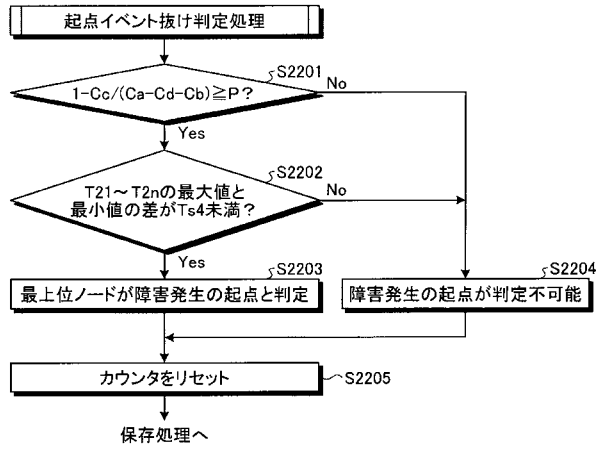 起点イベント抜け判定処理
S2201
1-Cc/(Ca-Cd-Cb)≧P?
No
Yes
S2202
T21～T2nの最大値と
最小値の差がTs4未満?
No
Yes
S2203
最上位ノードが障害発生の起点と判定
S2204
障害発生の起点が判定不可能
カウンタをリセット
S2205
保存処理へ